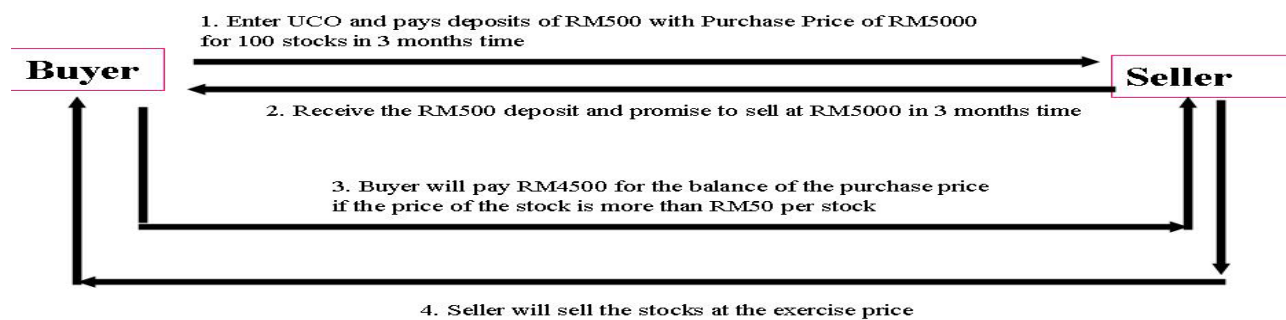 1. Enter UCO and pays deposits of RM500 with Purchase Price of RM5000
for 100 stocks in 3 months time
Buyer
Seller
2. Receive the RM500 deposit and promise to sell at RM5000 in 3 months time
3. Buyer will pay RM4500 for the balance of the purchase price
if the price of the stock is more than RM50 per stock
4. Seller will sell the stocks at the exercise price